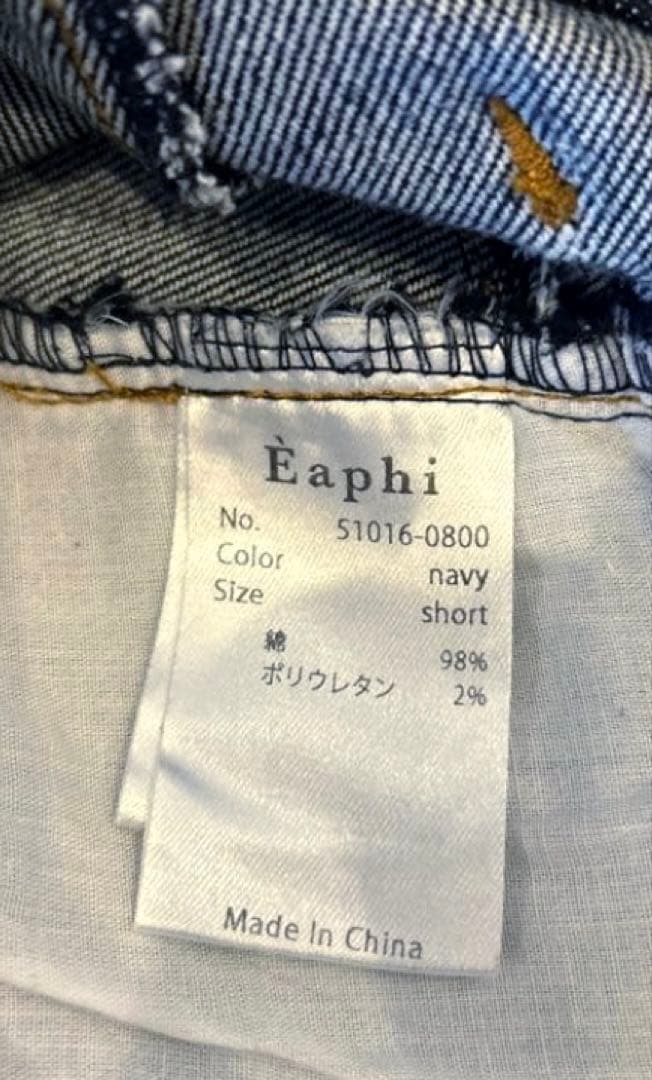 Èaphi
No. 51016-0800
Color navy
Size short
綿 98%
ポリウレタン 2%
Made In China